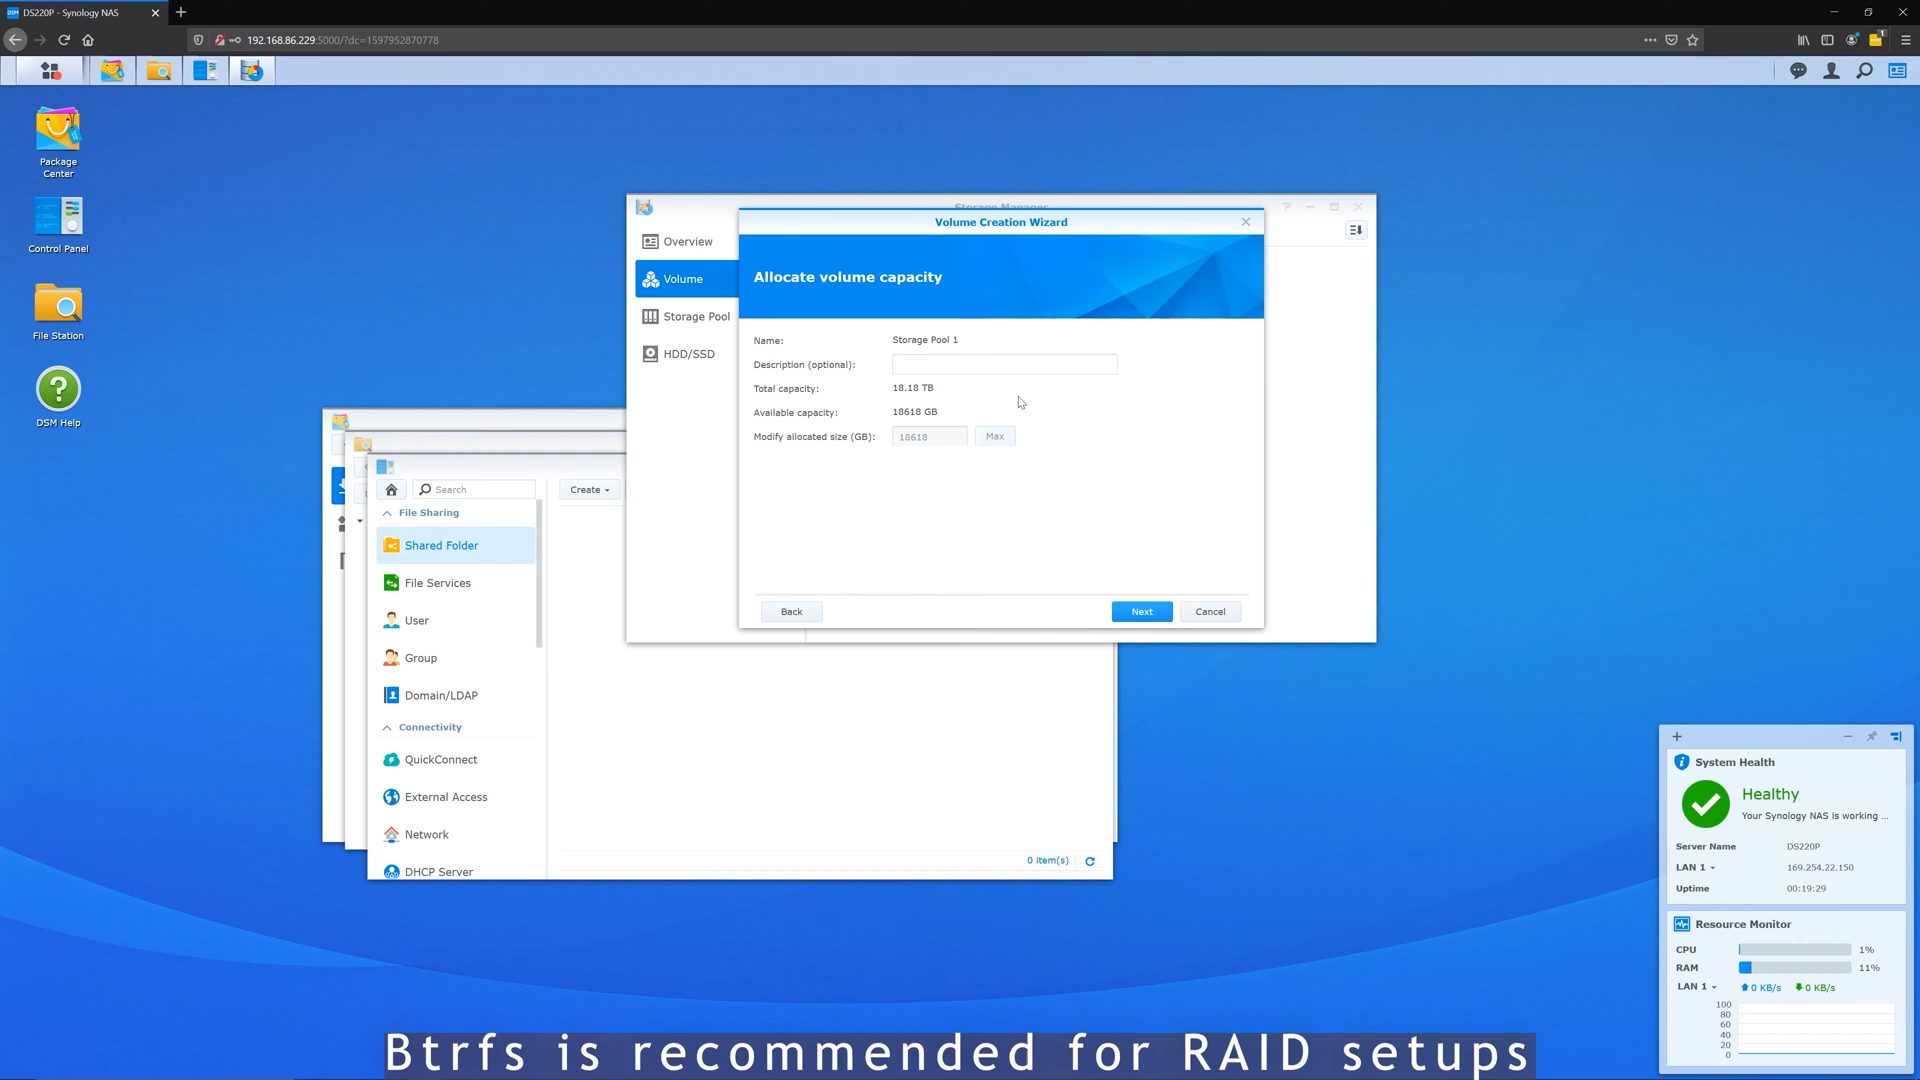 DS220P - Synology NAS
192.168.86.229:5000/?dc=1597952870778
1
Package
Center
Control Panel
File Station
DSM Help
Storage Manager
Overview
Volume
Storage Pool
HDD/SSD
Volume Creation Wizard
Allocate volume capacity
Name: Storage Pool 1
Description (optional):
Total capacity: 18.18 TB
Available capacity: 18618 GB
Modify allocated size (GB): 18618 Max
Back Next Cancel
Search
Create
File Sharing
Shared Folder
File Services
User
Group
Domain/LDAP
Connectivity
QuickConnect
External Access
Network
DHCP Server
0 item(s)
System Health
Healthy
Your Synology NAS is working ...
Server Name DS220P
LAN 1 169.254.22.150
Uptime 00:19:29
Resource Monitor
CPU 1%
RAM 11%
LAN 1 0 KB/s 0 KB/s
100
80
60
40
20
0
Btrfs is recommended for RAID setups